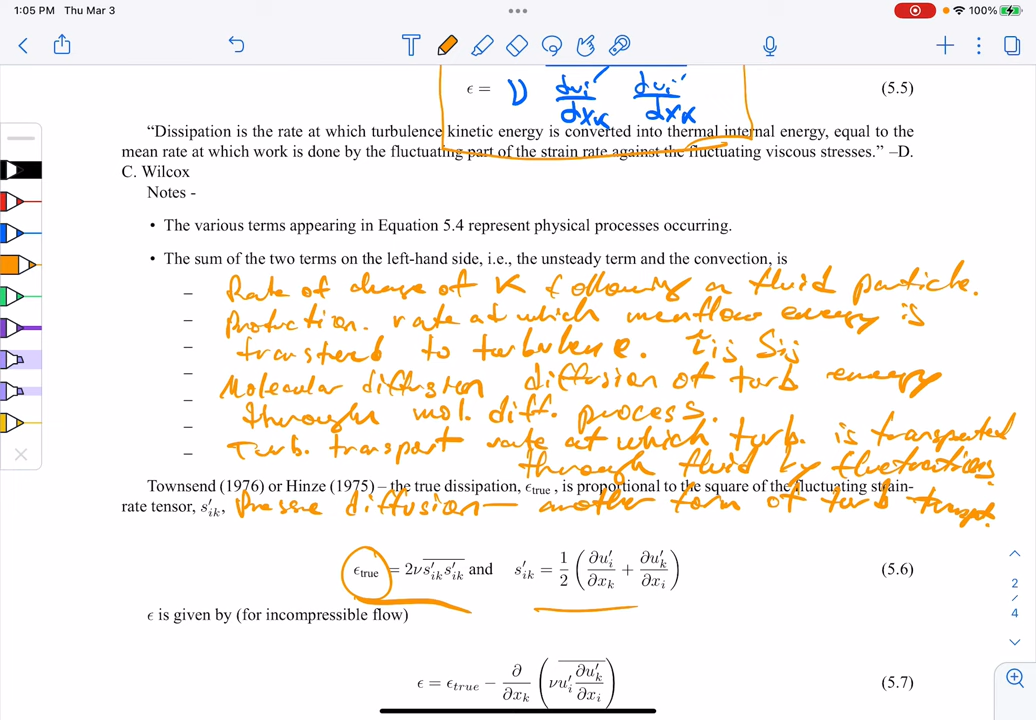 1:05 PM Thu Mar 3
100%
ϵ = ν ∂ui′/∂xk ∂ui′/∂xk (5.5)
“Dissipation is the rate at which turbulence kinetic energy is converted into thermal internal energy, equal to the
mean rate at which work is done by the fluctuating part of the strain rate against the fluctuating viscous stresses.” –D.
C. Wilcox
Notes -
• The various terms appearing in Equation 5.4 represent physical processes occurring.
• The sum of the two terms on the left-hand side, i.e., the unsteady term and the convection, is
– Rate of change of K following a fluid particle.
– Production. rate at which meanflow energy is
– to turbulence. τij Sij
– Molecular diffusion diffusion of turb energy
– through mol. diff. process.
– Turb. transport rate at which turb. is transported
– through fluid by fluctuations
Townsend (1976) or Hinze (1975) – the true dissipation, ϵtrue , is proportional to the square of the fluctuating strain-
rate tensor, s′ik, diffusion — another form of turb
ϵtrue = 2ν s′ik s′ik and s′ik = 1/2 (∂u′i/∂xk + ∂u′k/∂xi) (5.6)
ϵ is given by (for incompressible flow)
ϵ = ϵtrue − ∂/∂xk (νu′i ∂u′k/∂xi) (5.7)
2
/
4